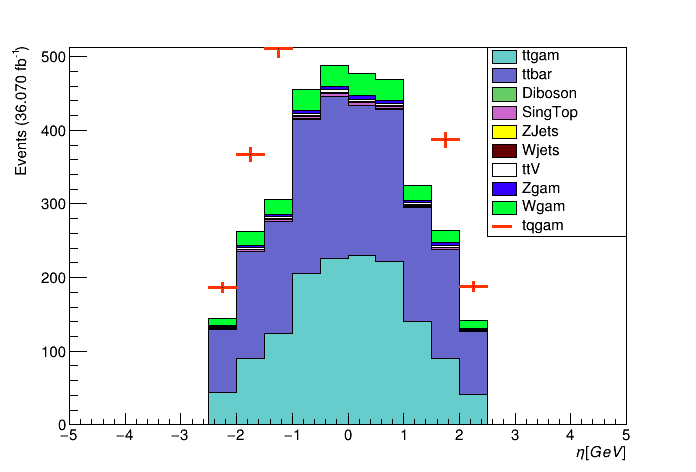 Events (36.070 fb⁻¹)
500
400
300
200
100
0
ttgam
ttbar
Diboson
SingTop
ZJets
Wjets
ttV
Zgam
Wgam
tqgam
−5 −4 −3 −2 −1 0 1 2 3 4 5
η[GeV]